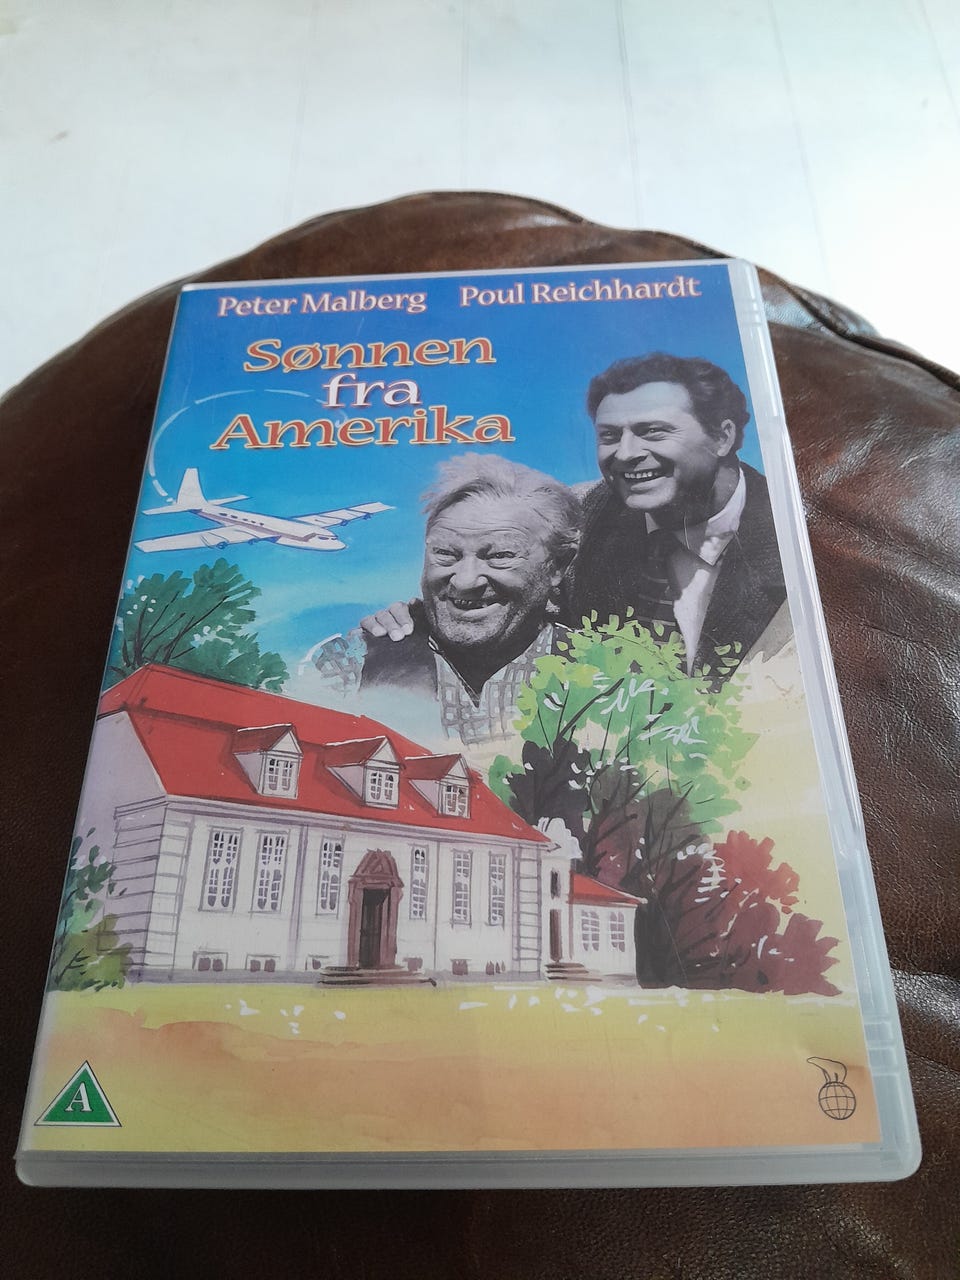 Peter Malberg Poul Reichhardt
Sønnen
fra
Amerika
A